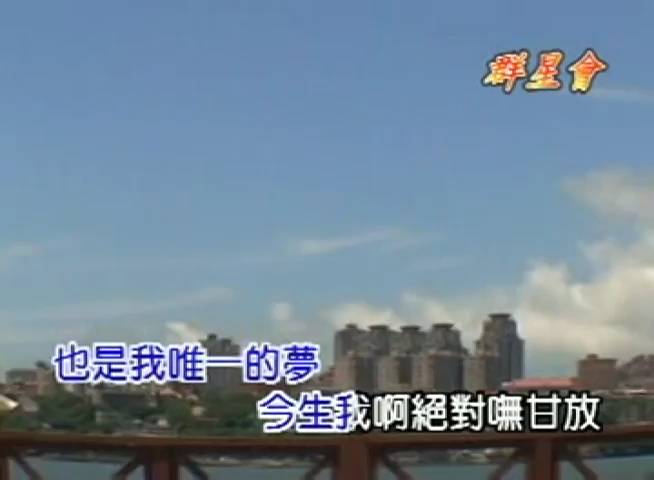 群星會
也是我唯一的夢
今生我啊絕對嘸甘放